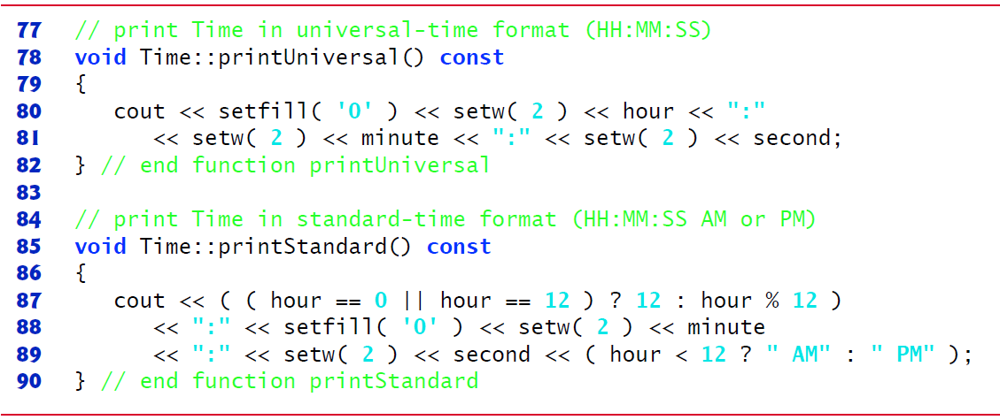 77 // print Time in universal-time format (HH:MM:SS)
78 void Time::printUniversal() const
79 {
80 cout << setfill( '0' ) << setw( 2 ) << hour << ":"
81 << setw( 2 ) << minute << ":" << setw( 2 ) << second;
82 } // end function printUniversal
83
84 // print Time in standard-time format (HH:MM:SS AM or PM)
85 void Time::printStandard() const
86 {
87 cout << ( ( hour == 0 || hour == 12 ) ? 12 : hour % 12 )
88 << ":" << setfill( '0' ) << setw( 2 ) << minute
89 << ":" << setw( 2 ) << second << ( hour < 12 ? " AM" : " PM" );
90 } // end function printStandard